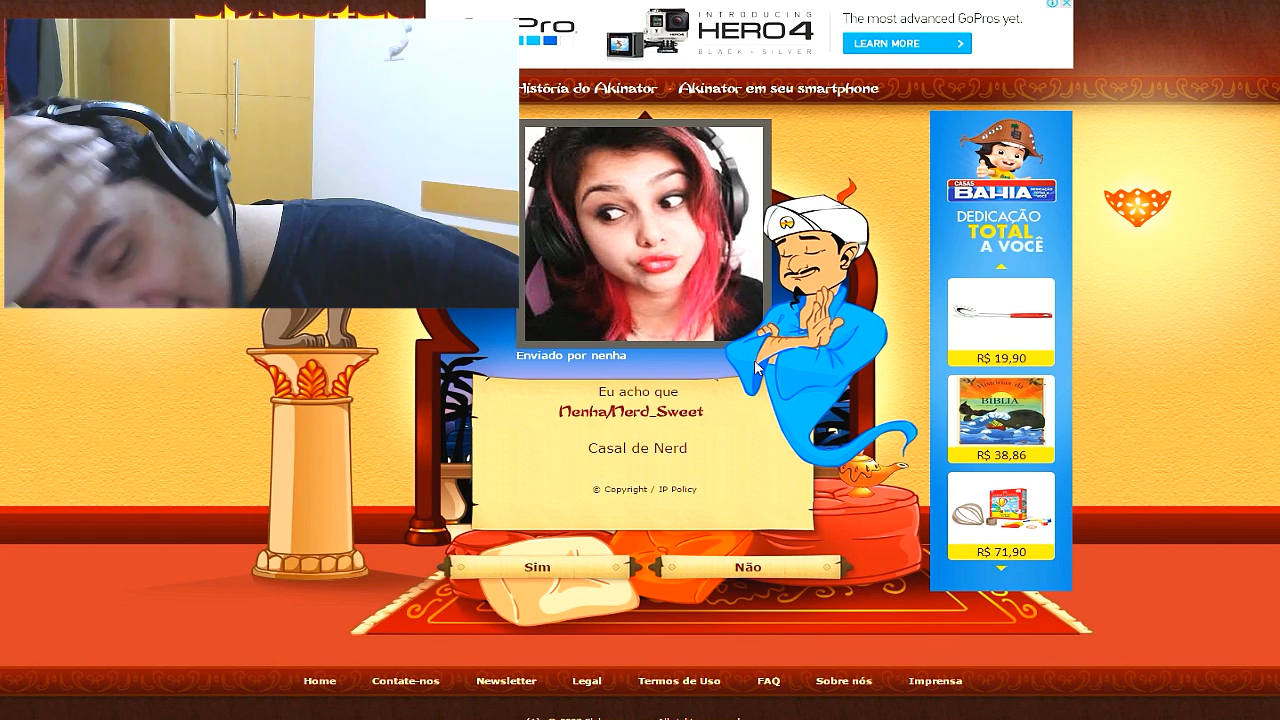 Pro
INTRODUCING
HERO4
BLACK • SILVER
The most advanced GoPros yet.
LEARN MORE
História do Akinator
Akinator em seu smartphone
CASAS
BAHIA
DEDICAÇÃO
TOTAL
A VOCÊ
R$ 19,90
Histórias da
BÍBLIA
R$ 38,86
R$ 71,90
Enviado por nenha
Eu acho que
Nenha/Nerd_Sweet
Casal de Nerd
© Copyright / IP Policy
Sim
Não
Home
Contate-nos
Newsletter
Legal
Termos de Uso
FAQ
Sobre nós
Imprensa